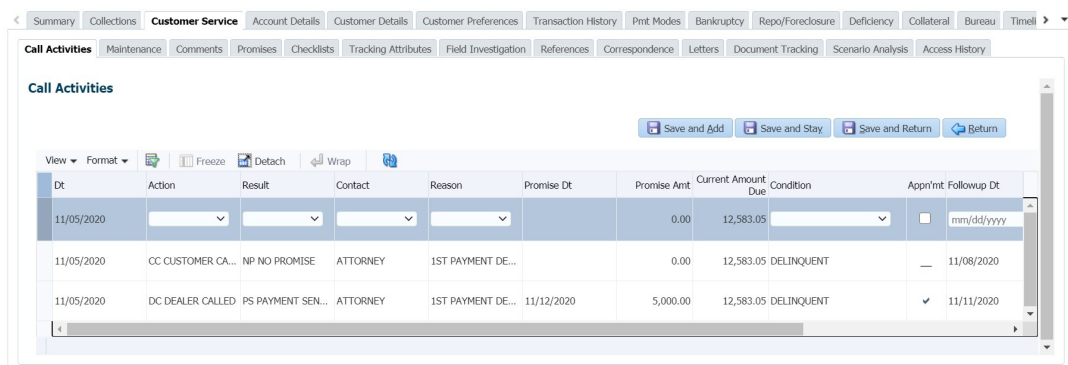 Summary Collections Customer Service Account Details Customer Details Customer Preferences Transaction History Pmt Modes Bankruptcy Repo/Foreclosure Deficiency Collateral Bureau Timeli
Call Activities Maintenance Comments Promises Checklists Tracking Attributes Field Investigation References Correspondence Letters Document Tracking Scenario Analysis Access History
Call Activities
Save and Add Save and Stay Save and Return Return
View Format Freeze Detach Wrap
Dt Action Result Contact Reason Promise Dt Promise Amt Current Amount Due Condition Appn'mt Followup Dt
11/05/2020 0.00 12,583.05 mm/dd/yyyy
11/05/2020 CC CUSTOMER CA... NP NO PROMISE ATTORNEY 1ST PAYMENT DE... 0.00 12,583.05 DELINQUENT 11/08/2020
11/05/2020 DC DEALER CALLED PS PAYMENT SEN... ATTORNEY 1ST PAYMENT DE... 11/12/2020 5,000.00 12,583.05 DELINQUENT 11/11/2020